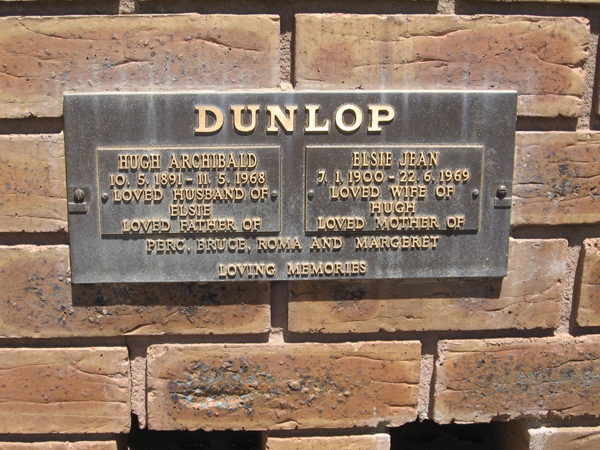 DUNLOP
HUGH ARCHIBALD
10. 5. 1891 - 11. 5. 1968
LOVED HUSBAND OF
ELSIE
LOVED FATHER OF
ELSIE JEAN
7. 1. 1900 - 22. 6. 1969
LOVED WIFE OF
HUGH
LOVED MOTHER OF
PERC, BRUCE, ROMA AND MARGERET
LOVING MEMORIES